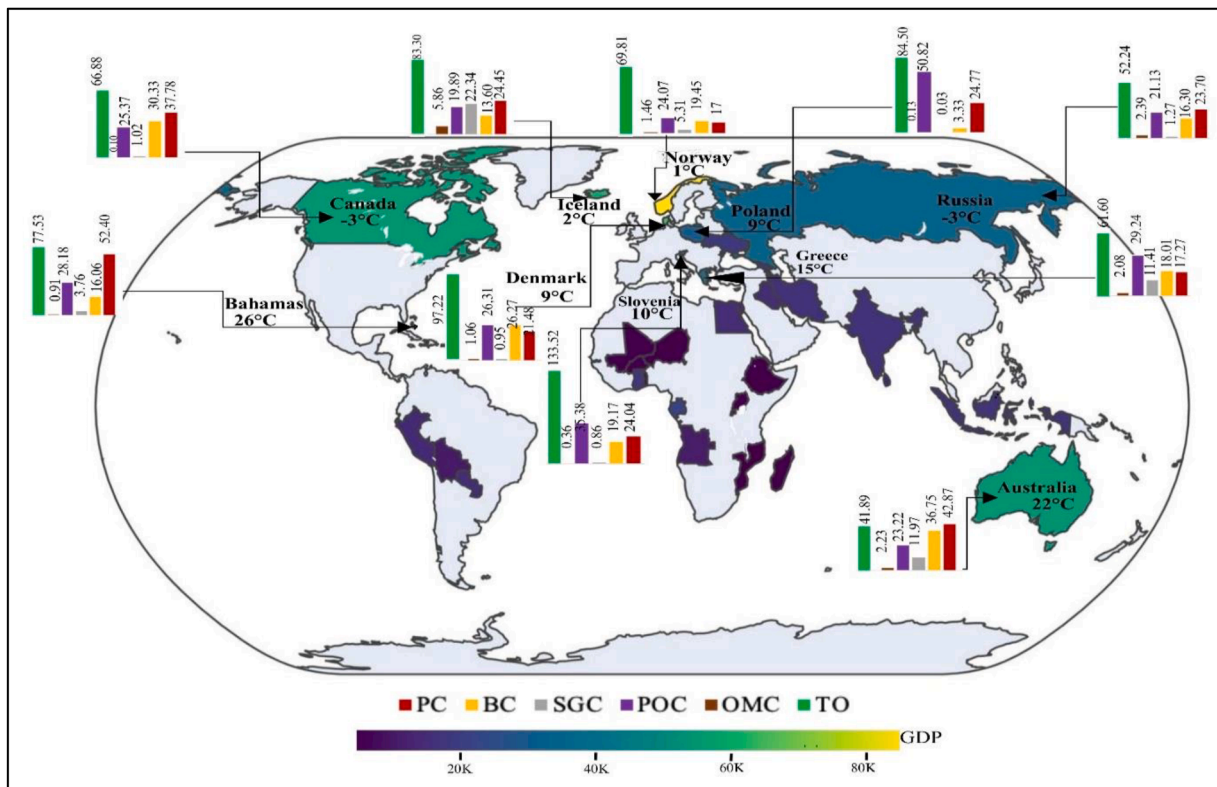 66.88
0.10
25.37
1.02
30.33
37.78
83.30
5.86
19.89
22.34
13.60
24.45
69.81
1.46
24.07
5.31
19.45
17
84.50
0.13
50.82
0.03
3.33
24.77
52.24
2.39
21.13
1.27
16.30
23.70
Norway
1°C
Canada
-3°C
Iceland
2°C
Poland
9°C
Russia
-3°C
77.53
0.91
28.18
3.76
16.06
52.40
Bahamas
26°C
Denmark
9°C
Greece
15°C
Slovenia
10°C
61.60
2.08
29.24
11.41
18.01
17.27
97.22
1.06
26.31
0.95
26.27
21.48
133.52
0.36
35.38
0.86
19.17
24.04
Australia
22°C
41.89
2.23
23.22
11.97
36.75
42.87
PC BC SGC POC OMC TO
GDP
20K 40K 60K 80K